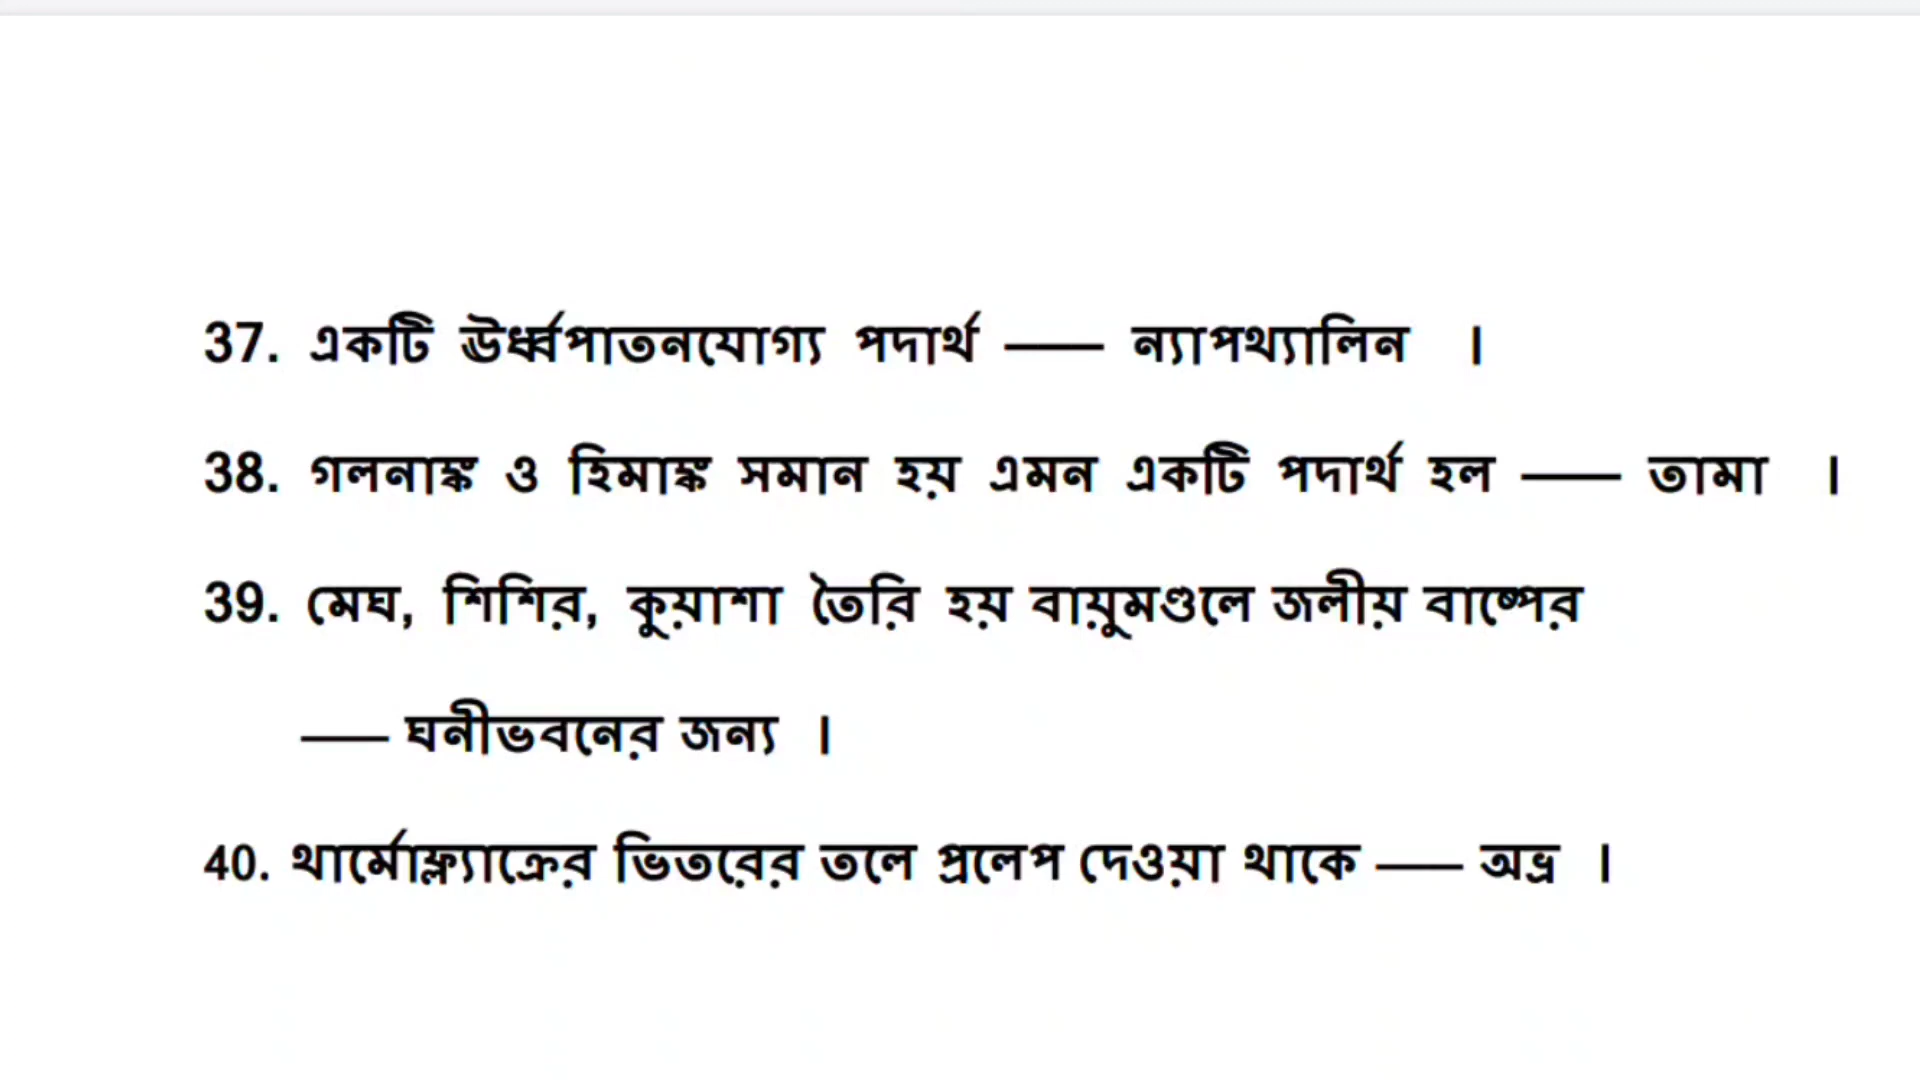 37. একটি ঊর্ধ্বপাতনযোগ্য পদার্থ —— ন্যাপথ্যালিন ।
38. গলনাঙ্ক ও হিমাঙ্ক সমান হয় এমন একটি পদার্থ হল —— তামা ।
39. মেঘ, শিশির, কুয়াশা তৈরি হয় বায়ুমণ্ডলে জলীয় বাষ্পের
—— ঘনীভবনের জন্য ।
40. থার্মোফ্ল্যাক্রের ভিতরের তলে প্রলেপ দেওয়া থাকে —— অভ্র ।